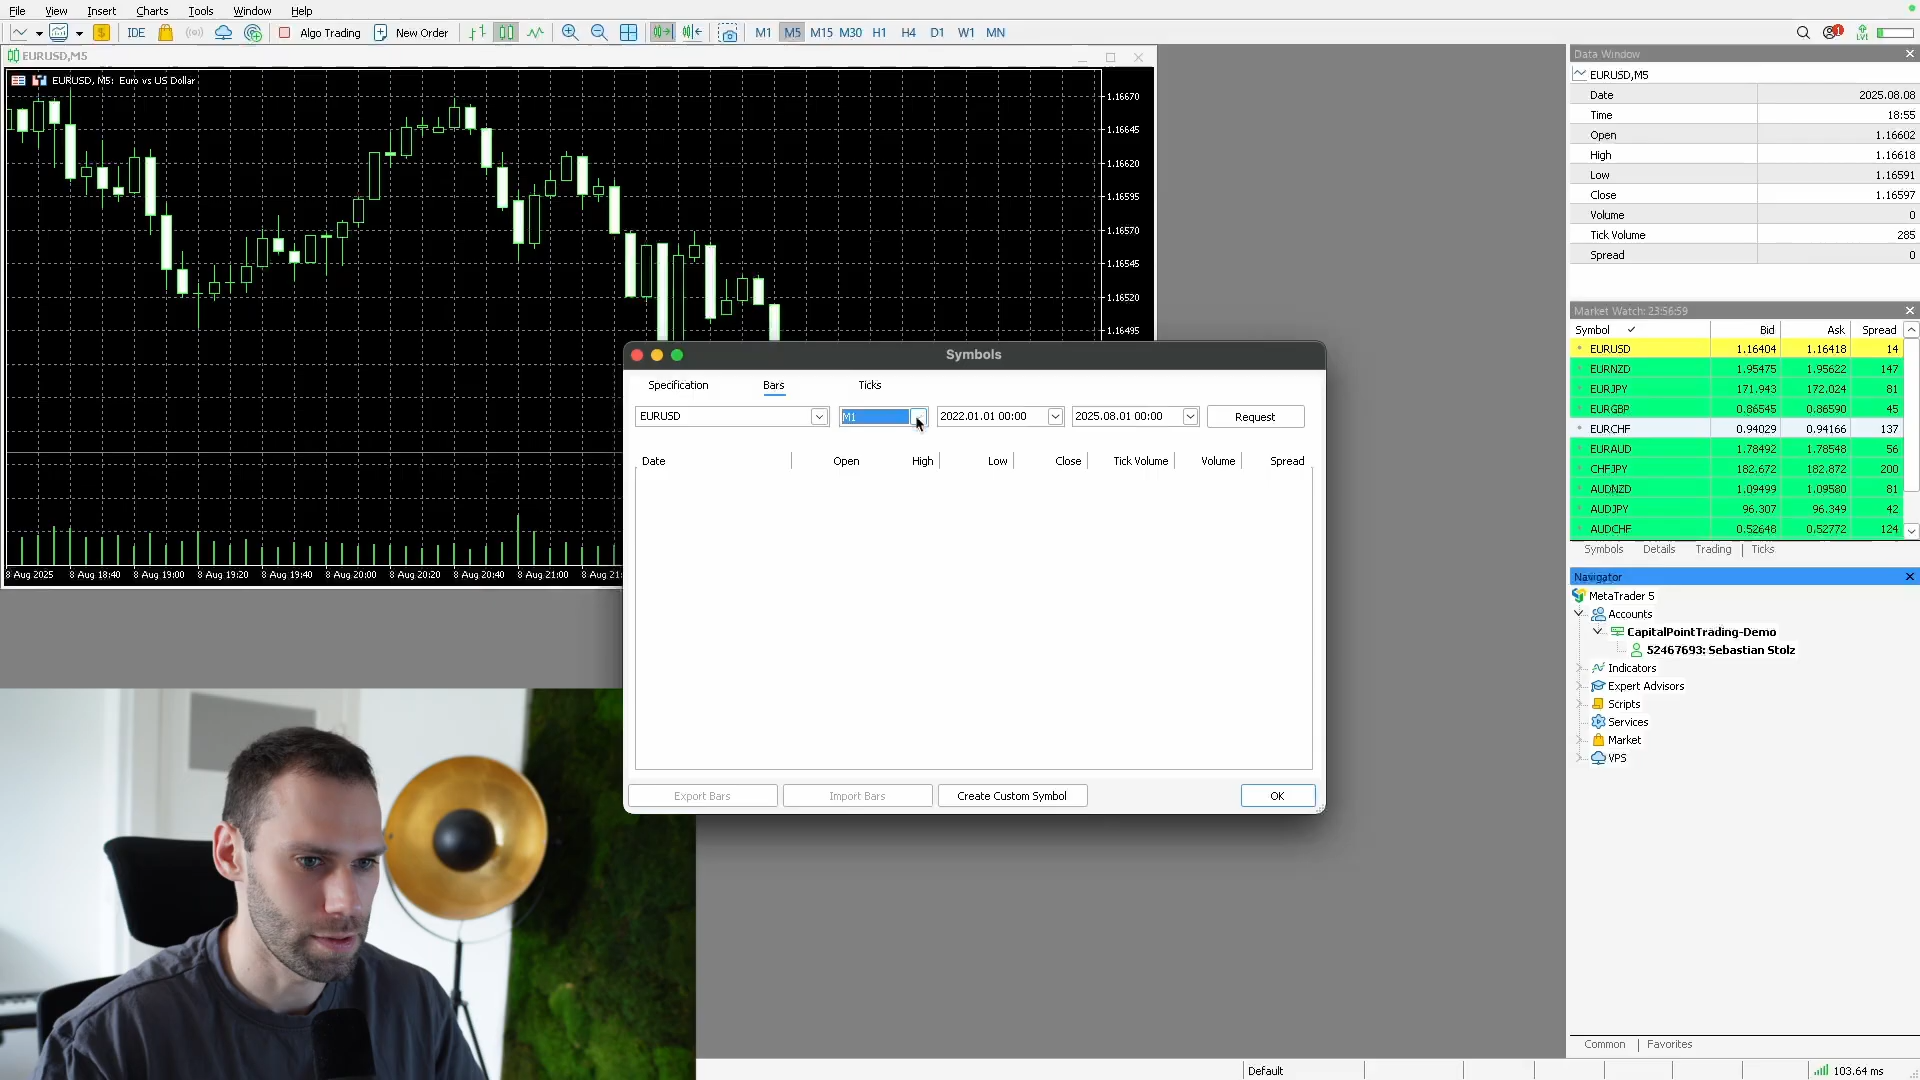 File View Insert Charts Tools Window Help
IDE Algo Trading New Order M1 M5 M15 M30 H1 H4 D1 W1 MN
1
LVL
EURUSD,M5
EURUSD, M5: Euro vs US Dollar
1.16670
1.16645
1.16620
1.16595
1.16570
1.16545
1.16520
1.16495
8 Aug 2025 8 Aug 18:40 8 Aug 19:00 8 Aug 19:20 8 Aug 19:40 8 Aug 20:00 8 Aug 20:20 8 Aug 20:40 8 Aug 21:00 8 Aug 21:
Symbols
Specification Bars Ticks
EURUSD M1 2022.01.01 00:00 2025.08.01 00:00 Request
Date Open High Low Close Tick Volume Volume Spread
Export Bars Import Bars Create Custom Symbol OK
Data Window
EURUSD,M5
Date 2025.08.08
Time 18:55
Open 1.16602
High 1.16618
Low 1.16591
Close 1.16597
Volume 0
Tick Volume 285
Spread 0
Market Watch: 23:56:59
Symbol Bid Ask Spread
EURUSD 1.16404 1.16418 14
EURNZD 1.95475 1.95622 147
EURJPY 171.943 172.024 81
EURGBP 0.86545 0.86590 45
EURCHF 0.94029 0.94166 137
EURAUD 1.78492 1.78548 56
CHFJPY 182.672 182.872 200
AUDNZD 1.09499 1.09580 81
AUDJPY 96.307 96.349 42
AUDCHF 0.52648 0.52772 124
Symbols Details Trading Ticks
Navigator
MetaTrader 5
Accounts
CapitalPointTrading-Demo
52467693: Sebastian Stolz
Indicators
Expert Advisors
Scripts
Services
Market
VPS
Common Favorites
Default 103.64 ms